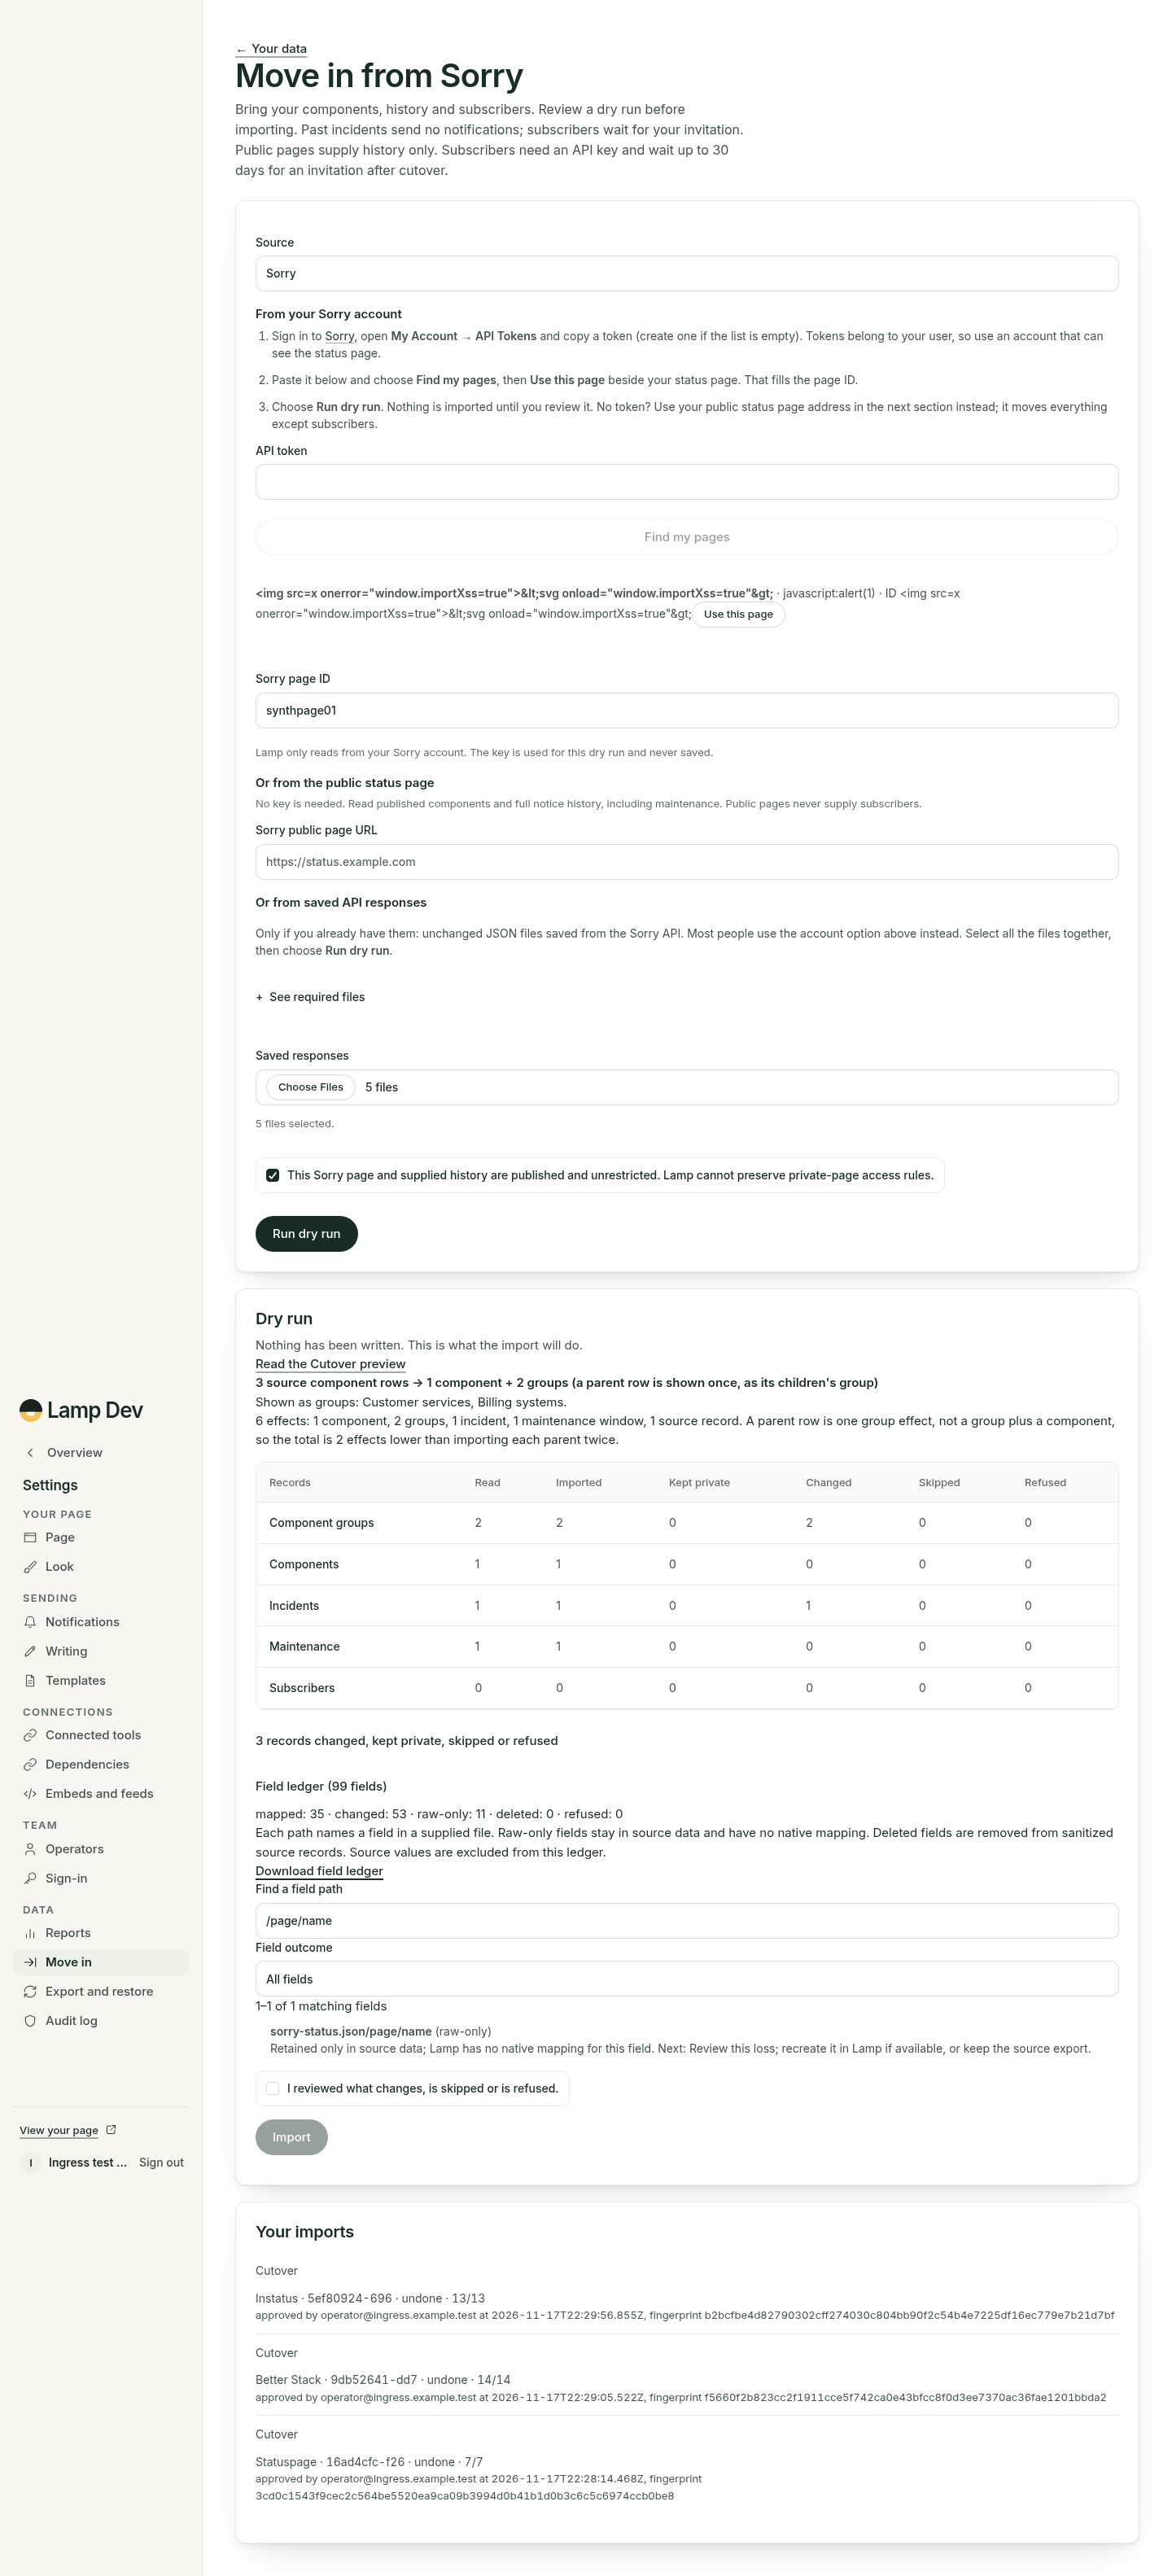 ← Your data
Move in from Sorry
Bring your components, history and subscribers. Review a dry run before
importing. Past incidents send no notifications; subscribers wait for your invitation.
Public pages supply history only. Subscribers need an API key and wait up to 30
days for an invitation after cutover.
Source
Sorry
From your Sorry account
1. Sign in to Sorry, open My Account → API Tokens and copy a token (create one if the list is empty). Tokens belong to your user, so use an account that can
see the status page.
2. Paste it below and choose Find my pages, then Use this page beside your status page. That fills the page ID.
3. Choose Run dry run. Nothing is imported until you review it. No token? Use your public status page address in the next section instead; it moves everything
except subscribers.
API token
Find my pages
<img src=x onerror="window.importXss=true">&lt;svg onload="window.importXss=true"&gt; · javascript:alert(1) · ID <img src=x
onerror="window.importXss=true">&lt;svg onload="window.importXss=true"&gt; Use this page
Sorry page ID
synthpage01
Lamp only reads from your Sorry account. The key is used for this dry run and never saved.
Or from the public status page
No key is needed. Read published components and full notice history, including maintenance. Public pages never supply subscribers.
Sorry public page URL
https://status.example.com
Or from saved API responses
Only if you already have them: unchanged JSON files saved from the Sorry API. Most people use the account option above instead. Select all the files together,
then choose Run dry run.
+ See required files
Saved responses
Choose Files 5 files
5 files selected.
This Sorry page and supplied history are published and unrestricted. Lamp cannot preserve private-page access rules.
Run dry run
Dry run
Nothing has been written. This is what the import will do.
Read the Cutover preview
3 source component rows → 1 component + 2 groups (a parent row is shown once, as its children's group)
Shown as groups: Customer services, Billing systems.
6 effects: 1 component, 2 groups, 1 incident, 1 maintenance window, 1 source record. A parent row is one group effect, not a group plus a component,
so the total is 2 effects lower than importing each parent twice.
Records Read Imported Kept private Changed Skipped Refused
Component groups 2 2 0 2 0 0
Components 1 1 0 0 0 0
Incidents 1 1 0 1 0 0
Maintenance 1 1 0 0 0 0
Subscribers 0 0 0 0 0 0
3 records changed, kept private, skipped or refused
Field ledger (99 fields)
mapped: 35 · changed: 53 · raw-only: 11 · deleted: 0 · refused: 0
Each path names a field in a supplied file. Raw-only fields stay in source data and have no native mapping. Deleted fields are removed from sanitized
source records. Source values are excluded from this ledger.
Download field ledger
Find a field path
/page/name
Field outcome
All fields
1–1 of 1 matching fields
sorry-status.json/page/name (raw-only)
Retained only in source data; Lamp has no native mapping for this field. Next: Review this loss; recreate it in Lamp if available, or keep the source export.
I reviewed what changes, is skipped or is refused.
Import
Your imports
Cutover
Instatus · 5ef80924-696 · undone · 13/13
approved by operator@ingress.example.test at 2026-11-17T22:29:56.855Z, fingerprint b2bcfbe4d82790302cff274030c804bb90f2c54b4e7225df16ec779e7b21d7bf
Cutover
Better Stack · 9db52641-dd7 · undone · 14/14
approved by operator@ingress.example.test at 2026-11-17T22:29:05.522Z, fingerprint f5660f2b823cc2f1911cce5f742ca0e43bfcc8f0d3ee7370ac36fae1201bbda2
Cutover
Statuspage · 16ad4cfc-f26 · undone · 7/7
approved by operator@ingress.example.test at 2026-11-17T22:28:14.468Z, fingerprint
3cd0c1543f9cec2c564be5520ea9ca09b3994d0b41b1d0b3c6c5c6974ccb0be8
Lamp Dev
Overview
Settings
YOUR PAGE
Page
Look
SENDING
Notifications
Writing
Templates
CONNECTIONS
Connected tools
Dependencies
Embeds and feeds
TEAM
Operators
Sign-in
DATA
Reports
Move in
Export and restore
Audit log
View your page
I Ingress test ... Sign out